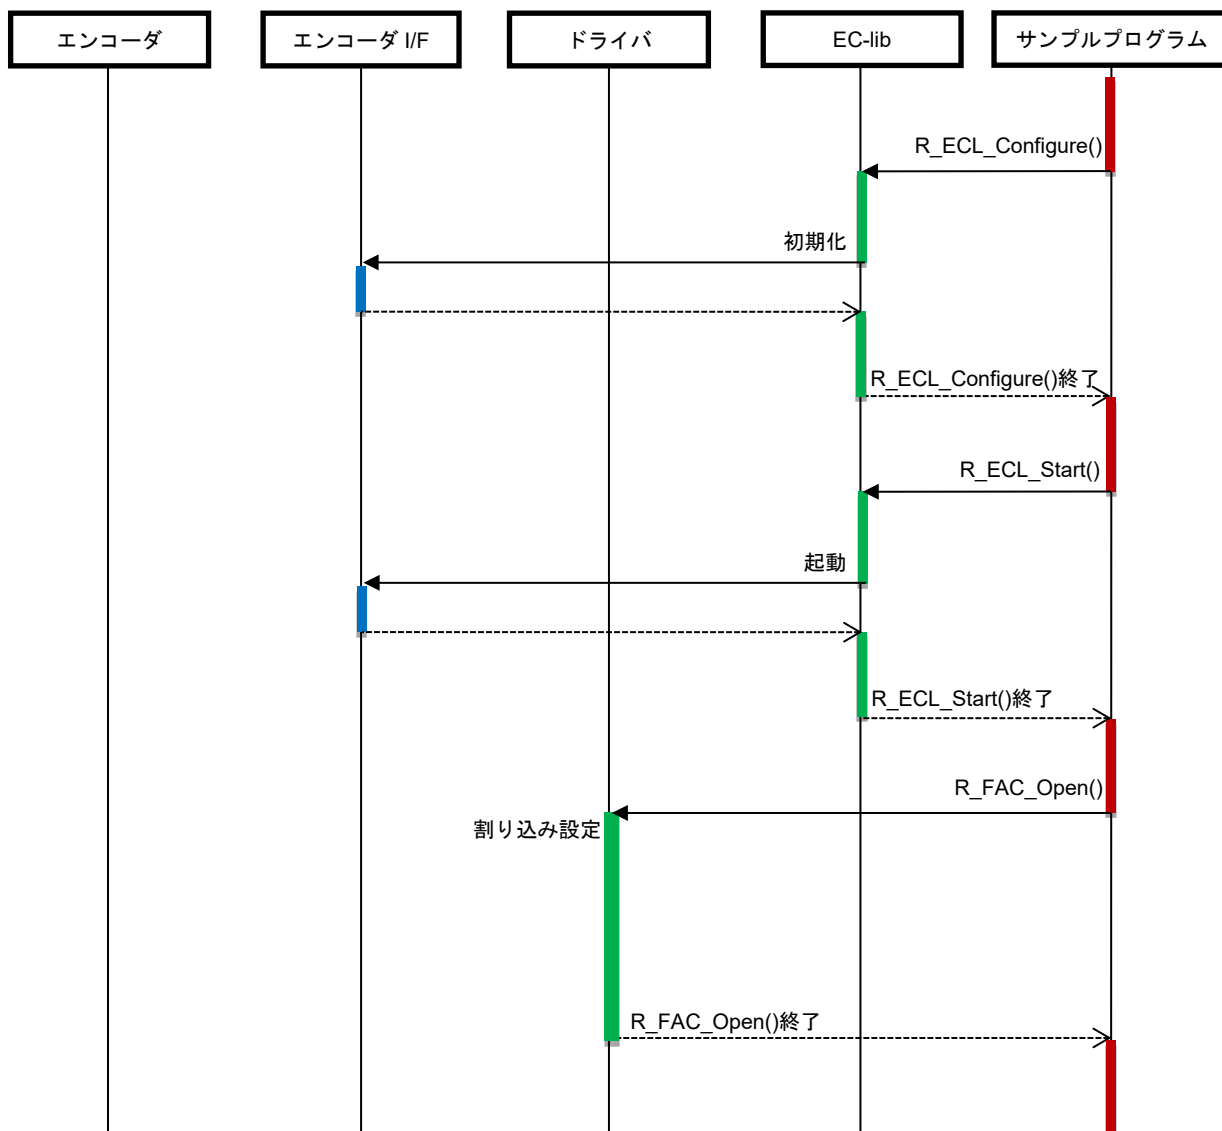 エンコーダ
エンコーダ I/F
ドライバ
EC-lib
サンプルプログラム
R_ECL_Configure()
初期化
R_ECL_Configure()終了
R_ECL_Start()
起動
R_ECL_Start()終了
R_FAC_Open()
割り込み設定
R_FAC_Open()終了